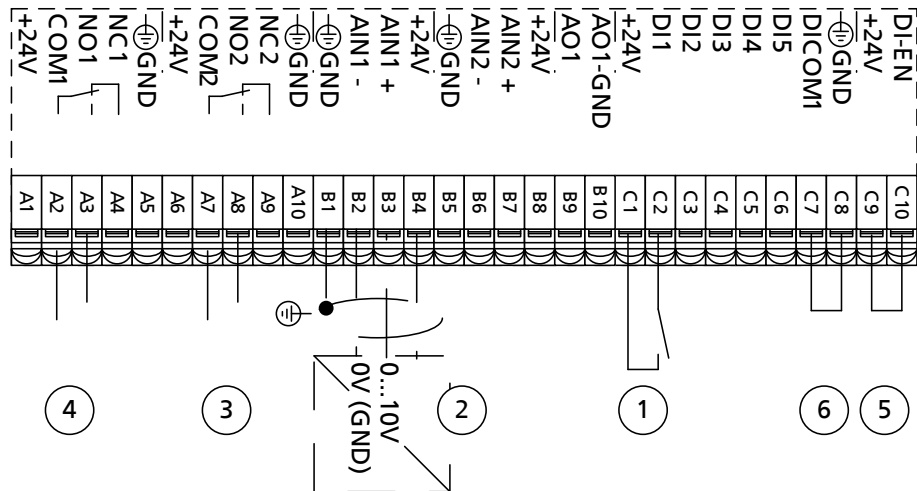 +24V
COM1
NO1
NC1
GND
+24V
COM2
NO2
NC2
GND
GND
AIN1 -
AIN1 +
+24V
GND
AIN2 -
AIN2 +
+24V
AO1
AO1-GND
+24V
DI1
DI2
DI3
DI4
DI5
DICOM1
GND
+24V
DI-EN
A1
A2
A3
A4
A5
A6
A7
A8
A9
A10
B1
B2
B3
B4
B5
B6
B7
B8
B9
B10
C1
C2
C3
C4
C5
C6
C7
C8
C9
C10
0...10V
0V (GND)
4
3
2
1
6
5